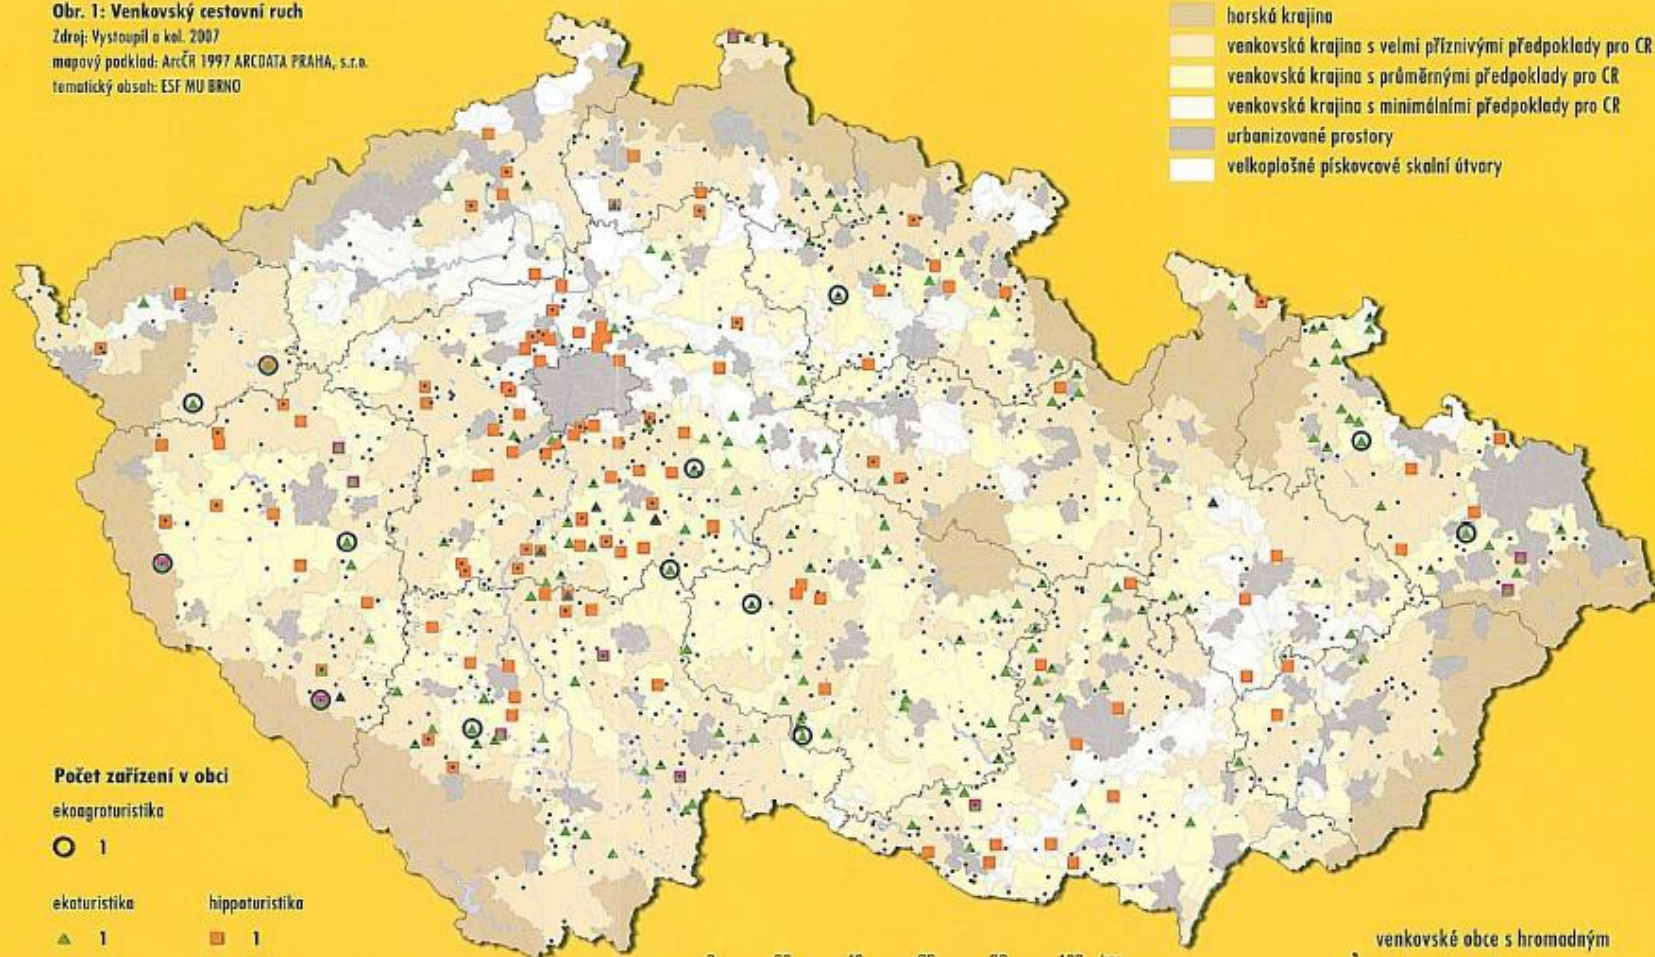 Obr. 1: Venkovský cestovní ruch
Zdroj: Vystoupil a kol. 2007
mapový podklad: ArcČR 1997 ARCDATA PRAHA, s.r.o.
tematický obsah: ESF MU BRNO
horská krajina
venkovská krajina s velmi příznivými předpoklady pro CR
venkovská krajina s průměrnými předpoklady pro CR
venkovská krajina s minimálními předpoklady pro CR
urbanizované prostory
velkoplošné pískovcové skalní útvary
Počet zařízení v obci
ekoagroturistika
1
ekoturistika hippoturistika
1 1
venkovské obce s hromadným